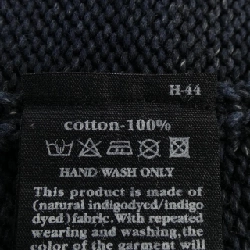 H-44
cotton-100%
HAND WASH ONLY
This product is made of
(natural indigodyed/indigo
dyed)fabric.With repeated
wearing and washing,the
color of the garment will